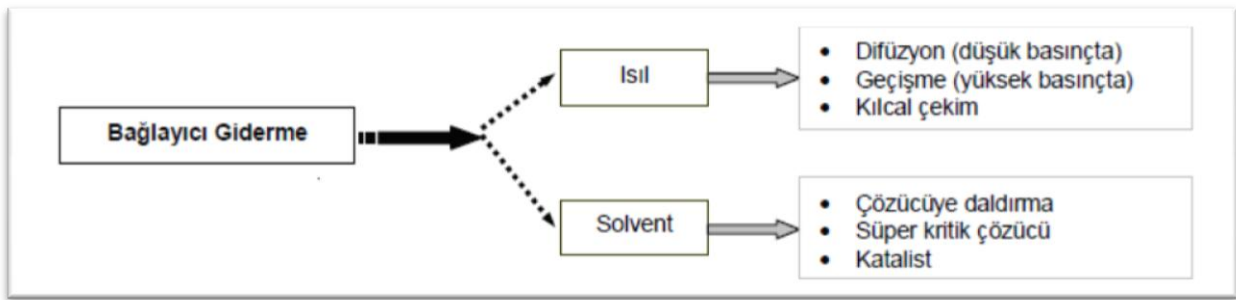 Bağlayıcı Giderme
Isıl
• Difüzyon (düşük basınçta)
• Geçişme (yüksek basınçta)
• Kılcal çekim
Solvent
• Çözücüye daldırma
• Süper kritik çözücü
• Katalist